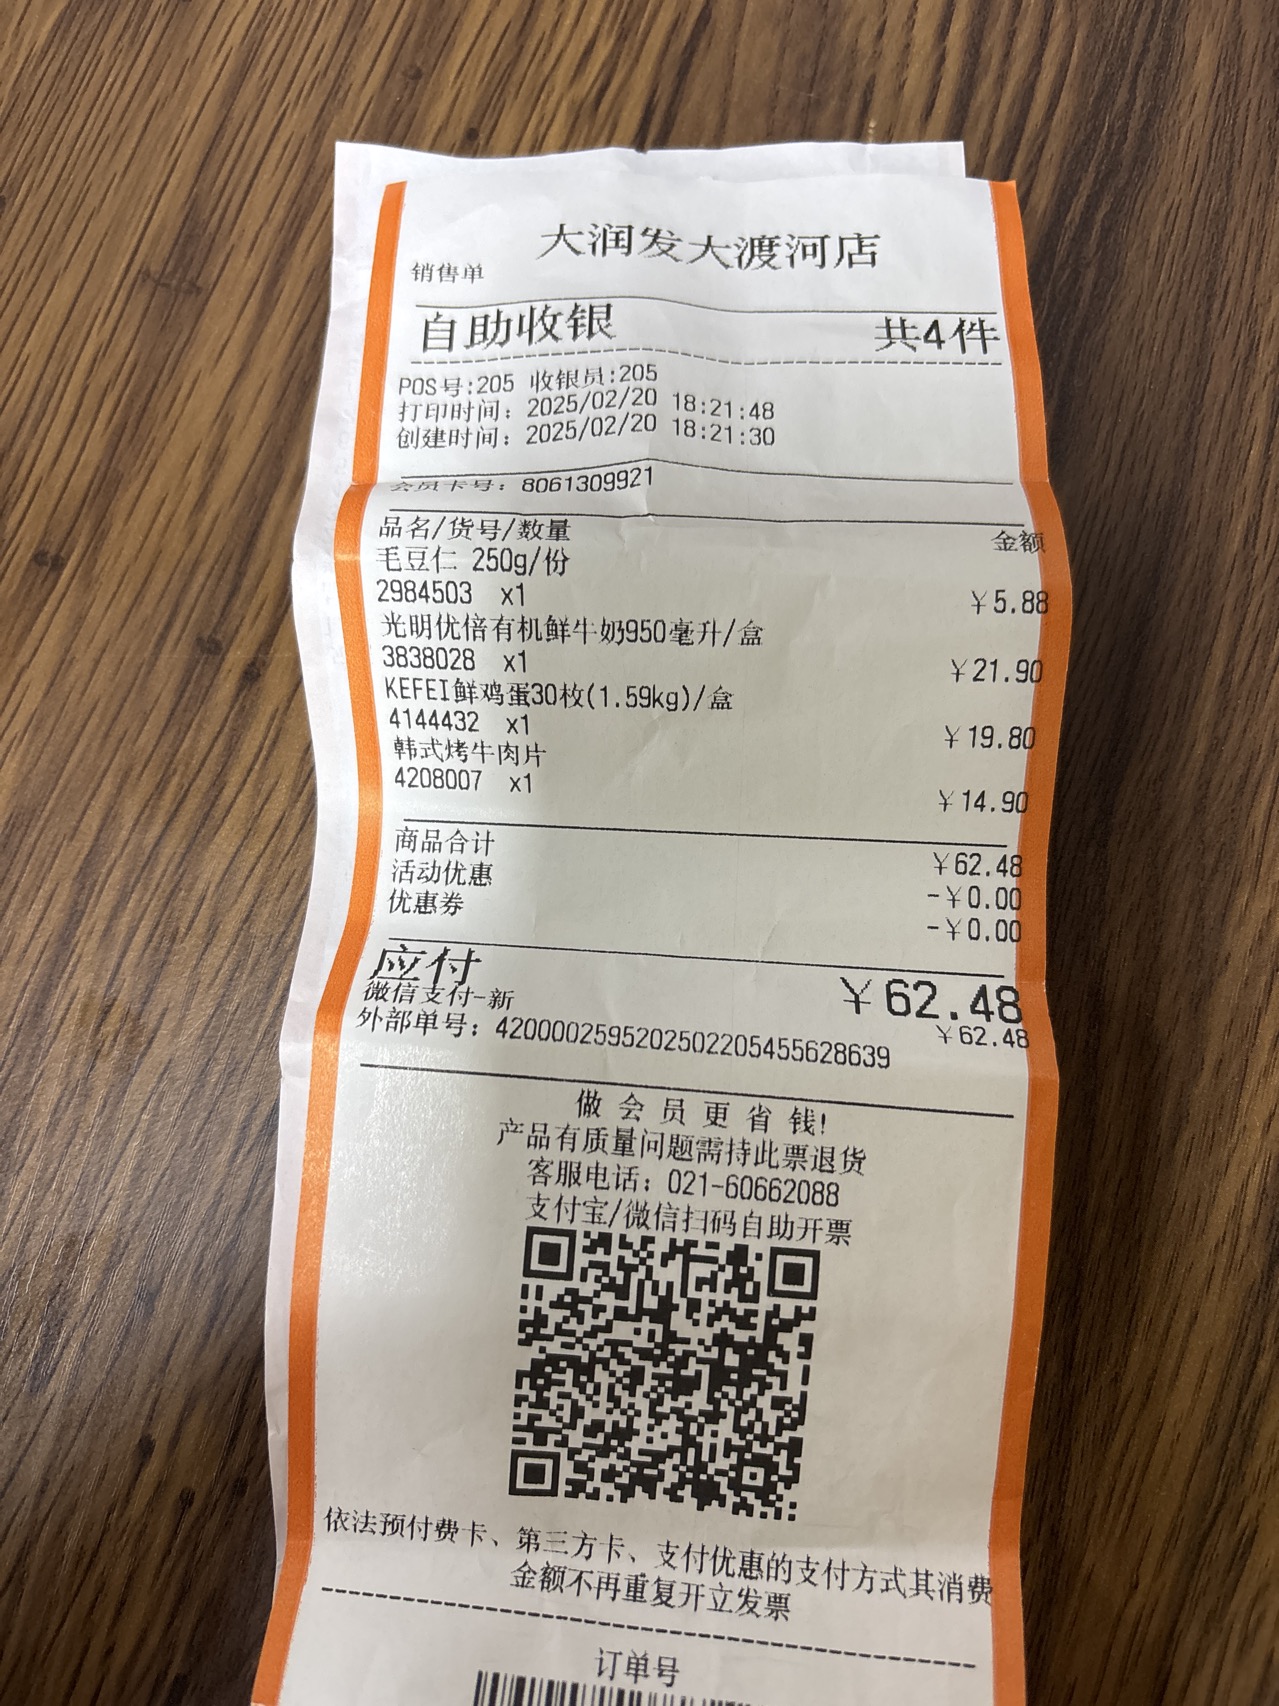 大润发大渡河店
销售单
自助收银 共4件
POS号:205 收银员:205
打印时间: 2025/02/20 18:21:48
创建时间: 2025/02/20 18:21:30
会员卡号: 8061309921
品名/货号/数量 金额
毛豆仁 250g/份
2984503 x1 ¥5.88
光明优倍有机鲜牛奶950毫升/盒
3838028 x1 ¥21.90
KEFEI鲜鸡蛋30枚(1.59kg)/盒
4144432 x1 ¥19.80
韩式烤牛肉片
4208007 x1 ¥14.90
商品合计 ¥62.48
活动优惠 -¥0.00
优惠券 -¥0.00
应付 ¥62.48
微信支付-新 ¥62.48
外部单号: 4200002595202502205455628639
做会员更省钱!
产品有质量问题需持此票退货
客服电话: 021-60662088
支付宝/微信扫码自助开票
依法预付费卡、第三方卡、支付优惠的支付方式其消费
金额不再重复开立发票
订单号